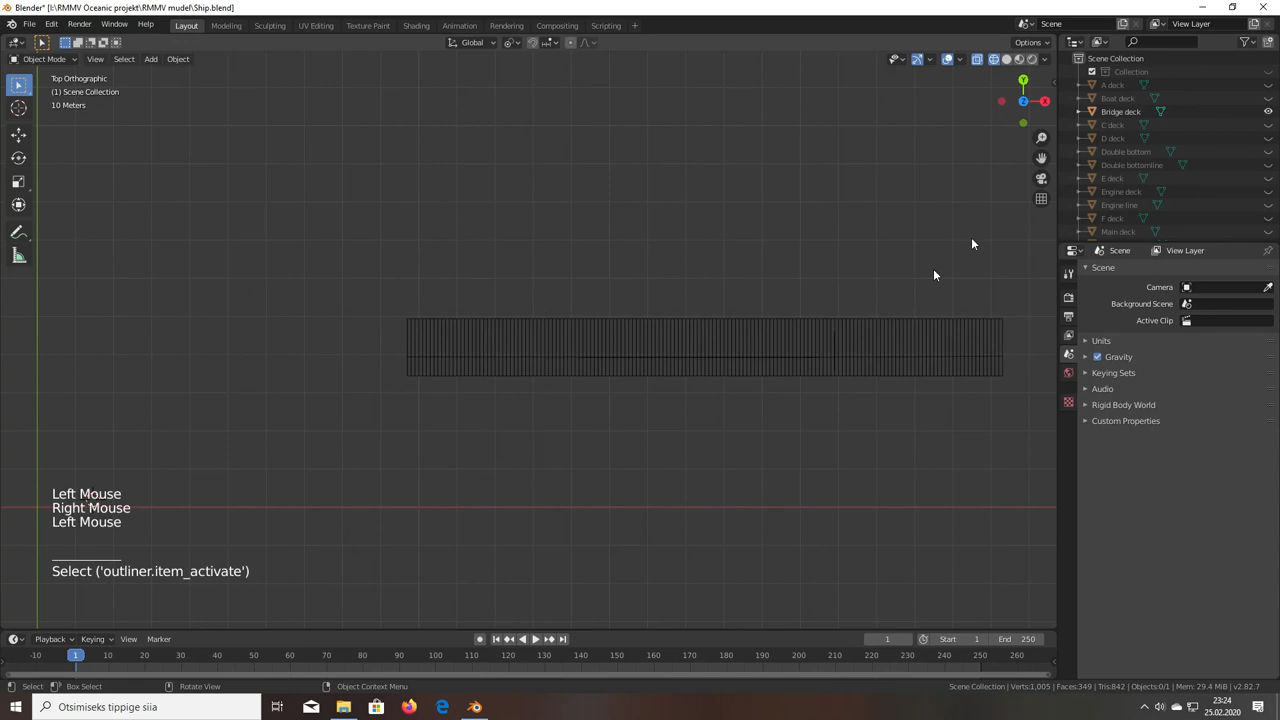 Blender* [I:\RMMV Oceanic projekt\RMMV mudel\Ship.blend]
File Edit Render Window Help Layout Modeling Sculpting UV Editing Texture Paint Shading Animation Rendering Compositing Scripting + Scene View Layer
Global Options
Object Mode View Select Add Object
Top Orthographic
(1) Scene Collection
10 Meters
Y
Z X
Scene Collection
Collection
A deck
Boat deck
Bridge deck
C deck
D deck
Double bottom
Double bottomline
E deck
Engine deck
Engine line
F deck
Main deck
Scene View Layer
Scene
Camera
Background Scene
Active Clip
Units
Gravity
Keying Sets
Audio
Rigid Body World
Custom Properties
Left Mouse
Right Mouse
Left Mouse
Select ('outliner.item_activate')
Playback Keying View Marker 1 Start 1 End 250
-10 1 10 20 30 40 50 60 70 80 90 100 110 120 130 140 150 160 170 180 190 200 210 220 230 240 250 260
Select Box Select Rotate View Object Context Menu Scene Collection | Verts:1,005 | Faces:349 | Tris:842 | Objects:0/1 | Mem: 29.4 MiB | v2.82.7
Otsimiseks tippige siia
23:24
25.02.2020